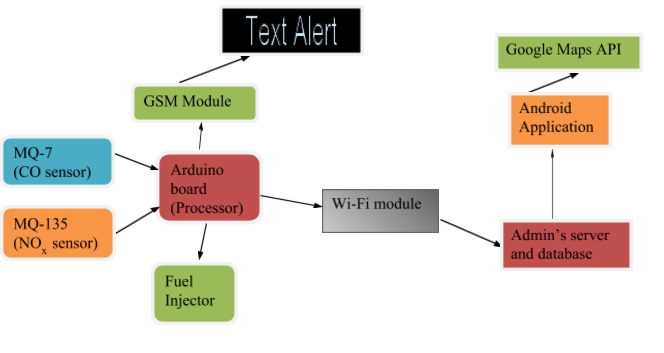 Text Alert
Google Maps API
GSM Module
Android
Application
MQ-7
(CO sensor)
Arduino
board
(Processor)
Wi-Fi module
MQ-135
(NOx sensor)
Admin's server
and database
Fuel
Injector